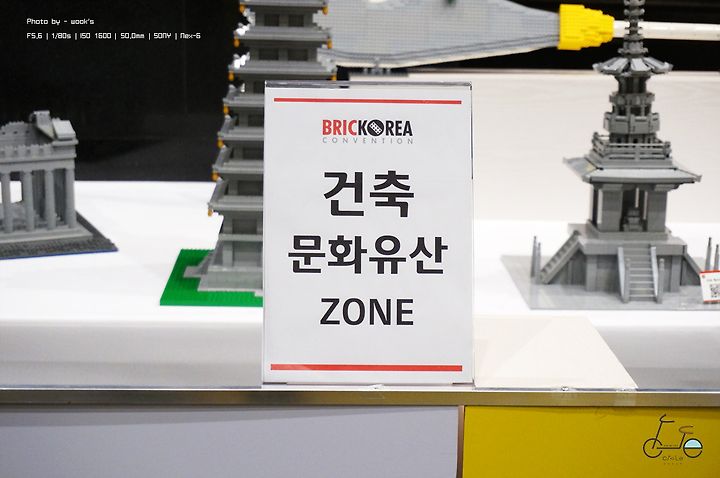 Photo by - wook's
F5,6 | 1/80s | ISO 1600 | 50,0mm | SONY | Nex-6
BRICKOREA
CONVENTION
건축
문화유산
ZONE